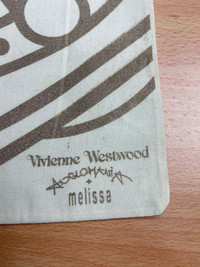 Vivienne Westwood
ANGLOMANIA
+
melissa